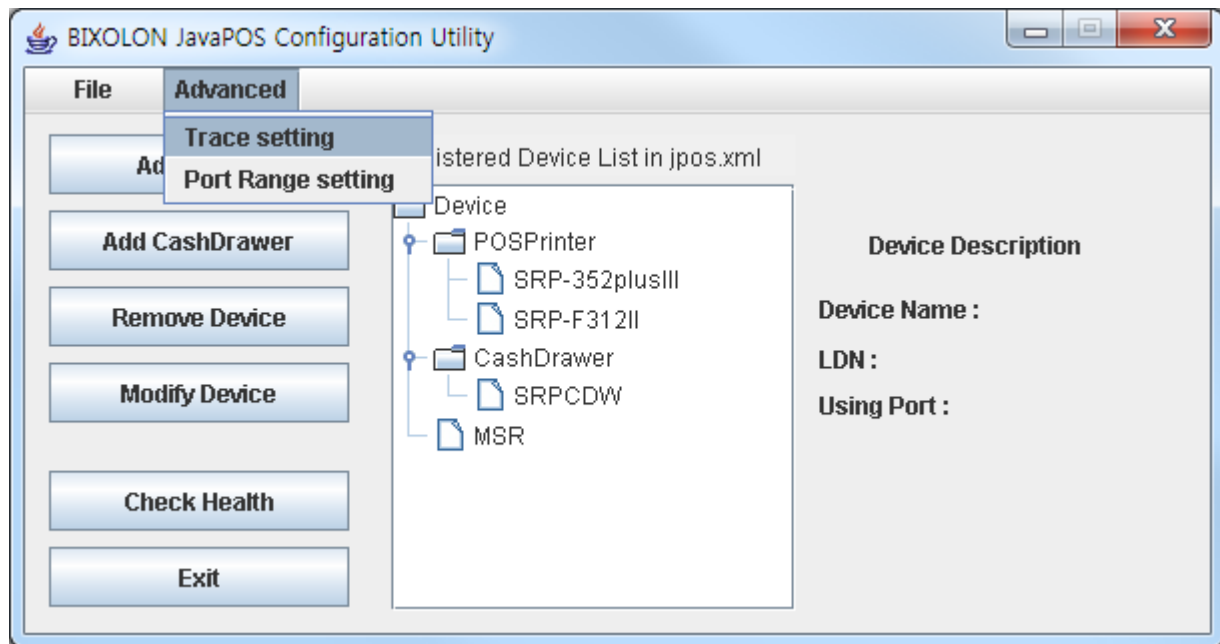 BIXOLON JavaPOS Configuration Utility
File Advanced
Trace setting
Port Range setting
Ad
istered Device List in jpos.xml
Add CashDrawer
Remove Device
Modify Device
Check Health
Exit
Device
POSPrinter
SRP-352plusIII
SRP-F312II
CashDrawer
SRPCDW
MSR
Device Description
Device Name :
LDN :
Using Port :